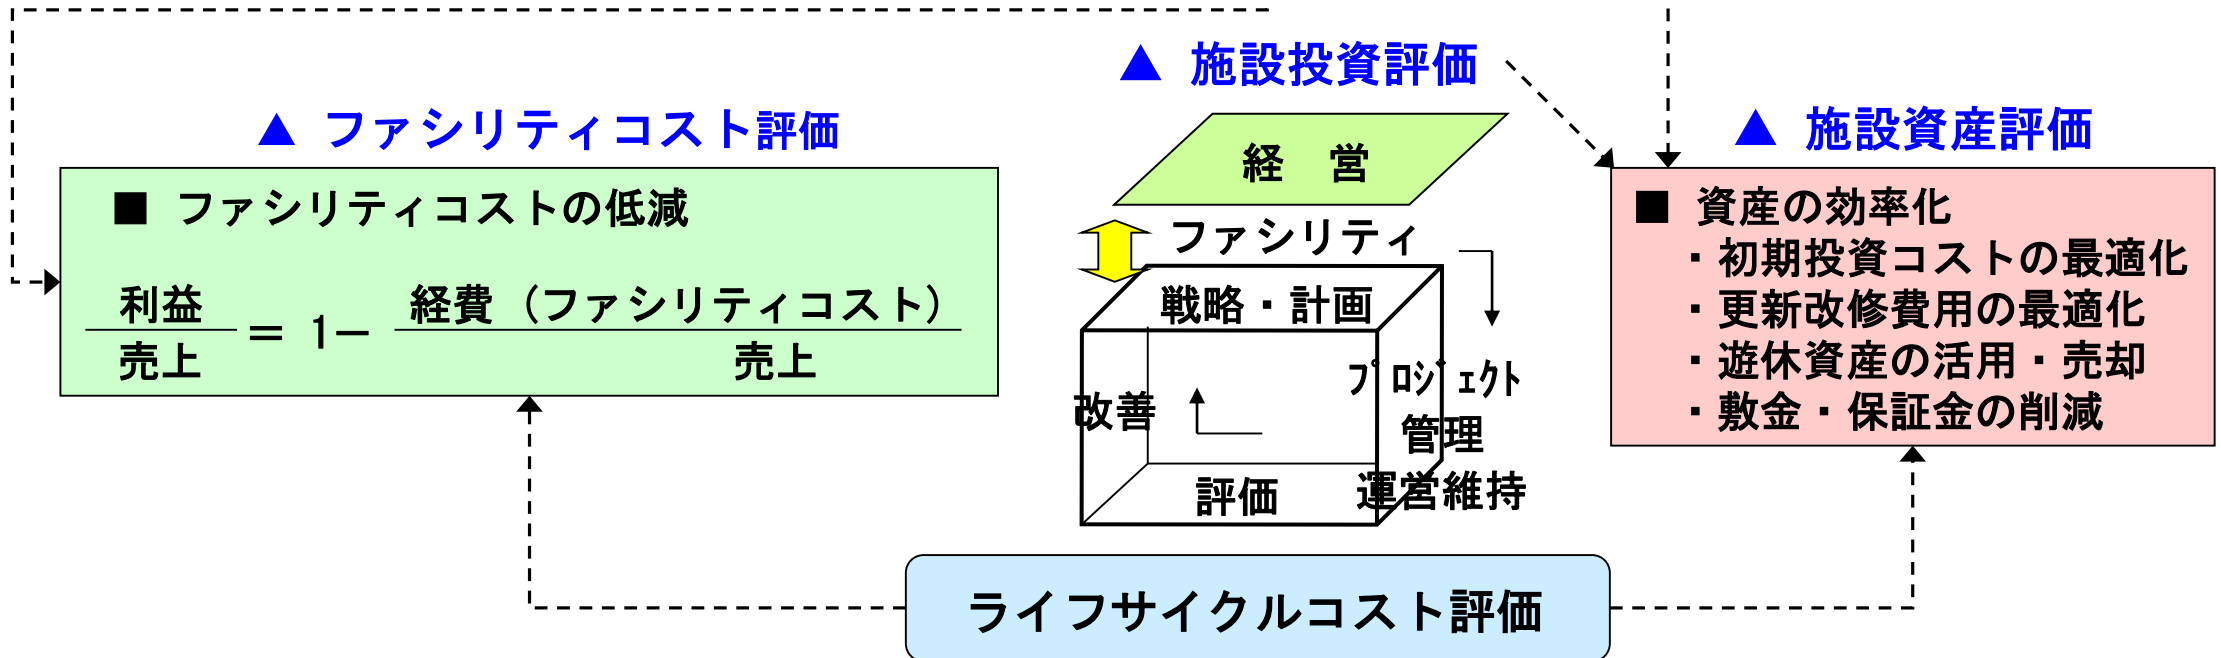 ▲ 施設投資評価
▲ ファシリティコスト評価
▲ 施設資産評価
■ ファシリティコストの低減
利益
売上
= 1－
経費（ファシリティコスト）
売上
経 営
ファシリティ
戦略・計画
改善
ﾌﾟﾛｼﾞｪｸﾄ
管理
運営維持
評価
■ 資産の効率化
・初期投資コストの最適化
・更新改修費用の最適化
・遊休資産の活用・売却
・敷金・保証金の削減
ライフサイクルコスト評価